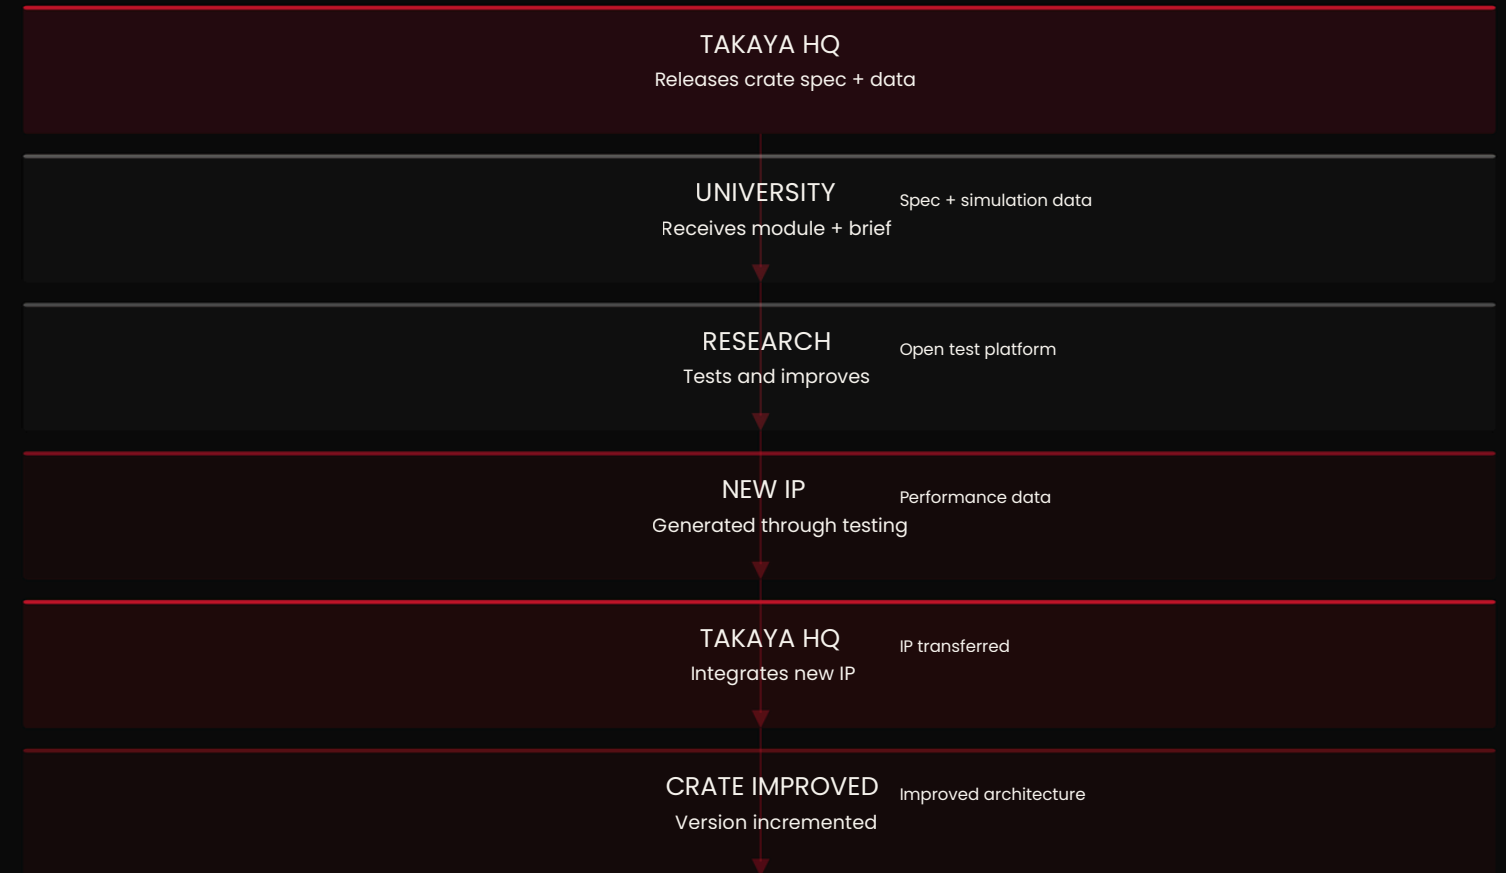 TAKAYA HQ
Releases crate spec + data
UNIVERSITY
Spec + simulation data
Receives module + brief
RESEARCH
Open test platform
Tests and improves
NEW IP
Performance data
Generated through testing
TAKAYA HQ
IP transferred
Integrates new IP
CRATE IMPROVED
Improved architecture
Version incremented